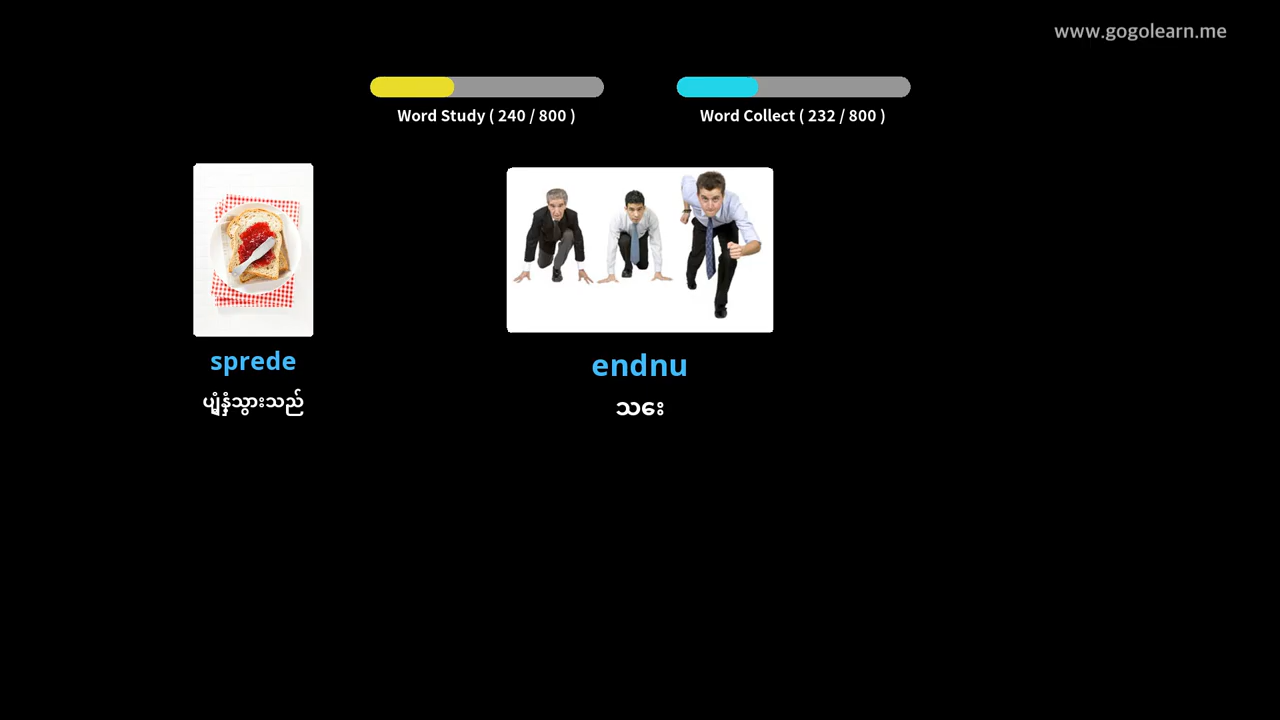 www.gogolearn.me
Word Study ( 240 / 800 )
Word Collect ( 232 / 800 )
sprede
ပျံ့နှံ့သွားသည်
endnu
သေး